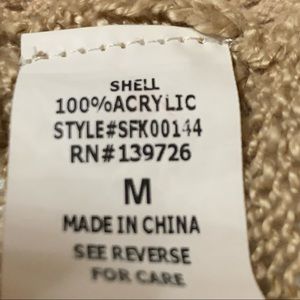 SHELL
100%ACRYLIC
STYLE#SFK00144
RN#139726
M
MADE IN CHINA
SEE REVERSE
FOR CARE